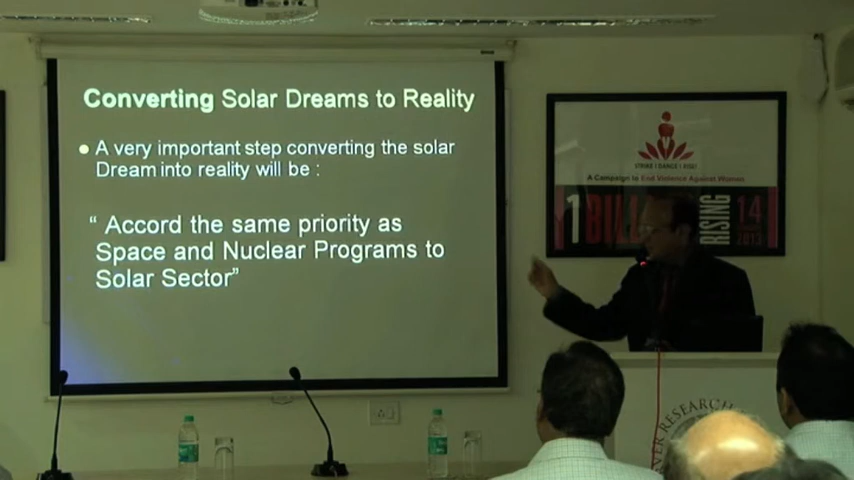 Converting Solar Dreams to Reality
A very important step converting the solar
Dream into reality will be :
“ Accord the same priority as
Space and Nuclear Programs to
Solar Sector”
STRIKE | DANCE | RISE!
A Campaign to End Violence Against Women
1
RISING
14
2013
RESEARCH